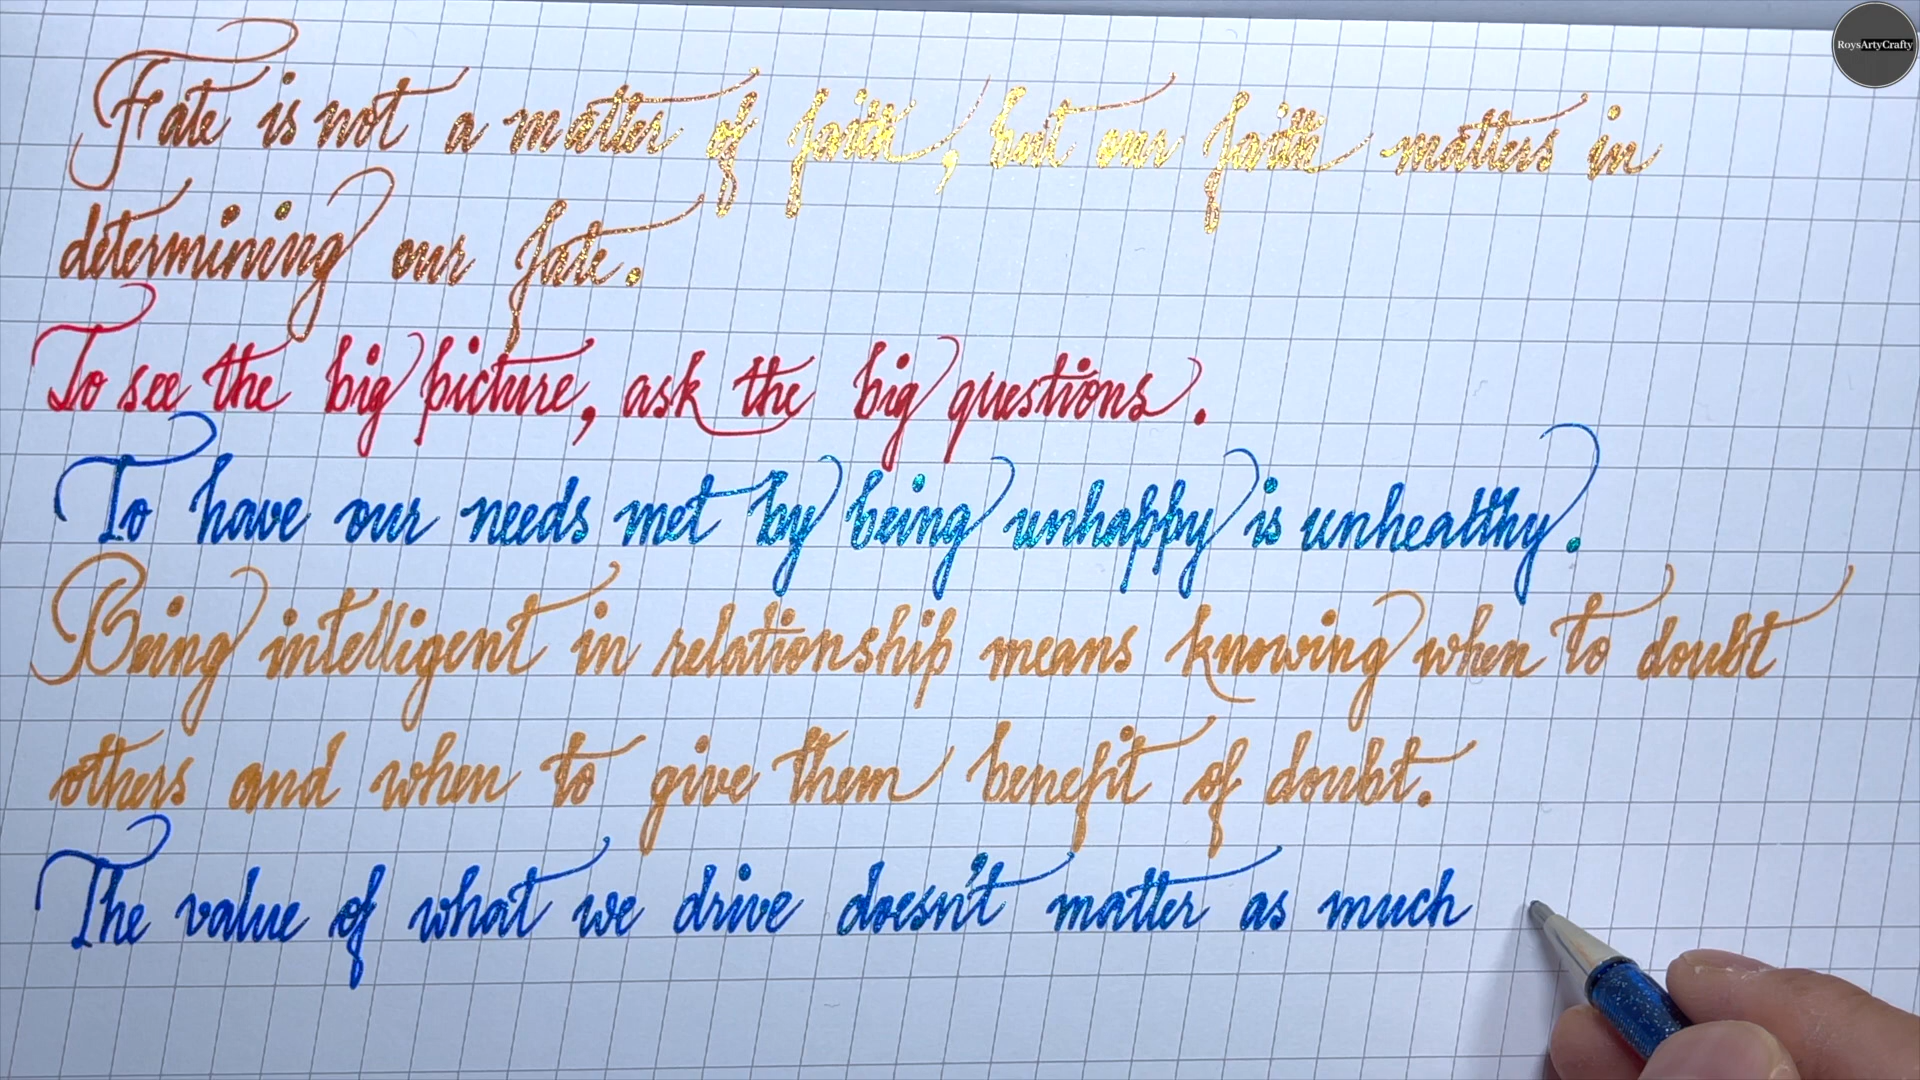 RoysArtyCrafty
Fate is not a matter of faith, but our faith matters in
determining our fate.
To see the big picture, ask the big questions.
To have our needs met by being unhappy is unhealthy.
Being intelligent in relationship means knowing when to doubt
others and when to give them benefit of doubt.
The value of what we drive doesn't matter as much